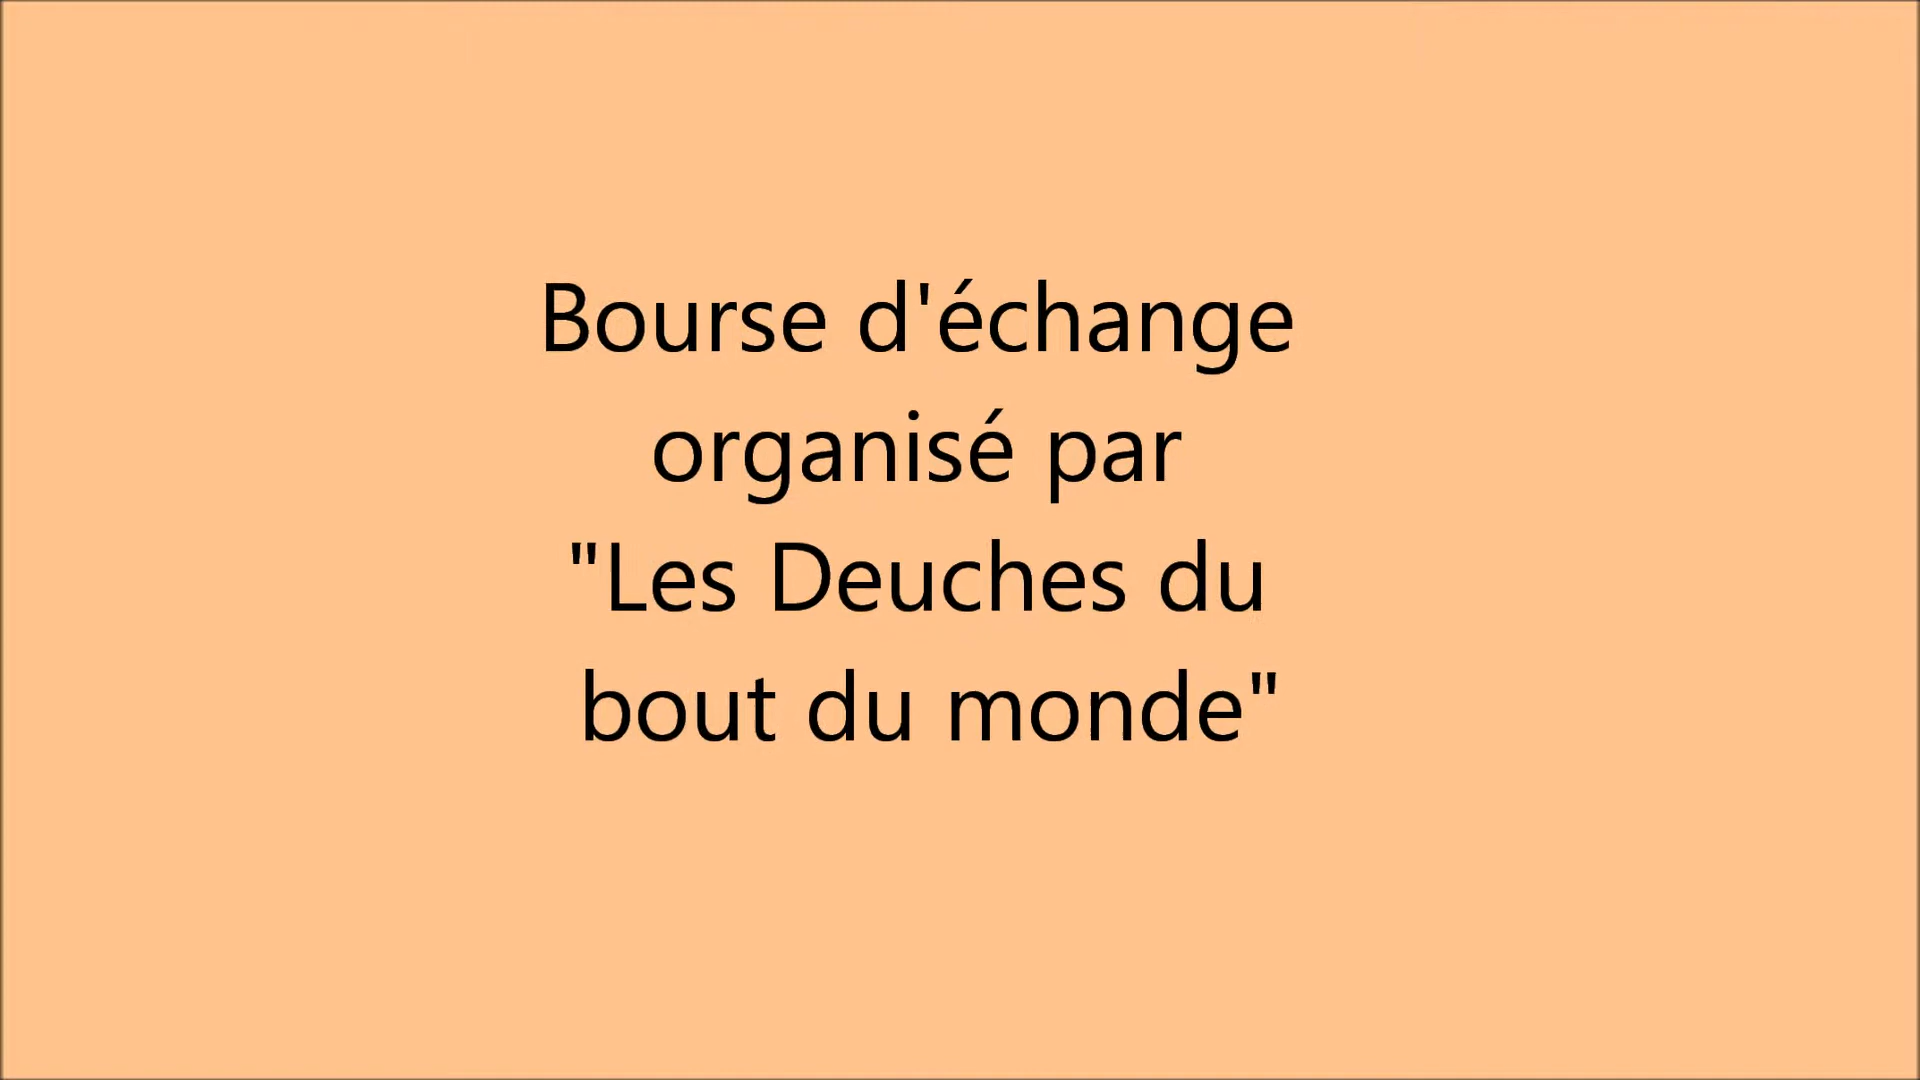 Bourse d'échange
organisé par
"Les Deuches du
bout du monde"